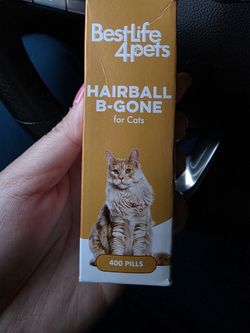 BestLife
4pets
HAIRBALL
B-GONE
for Cats
400 PILLS